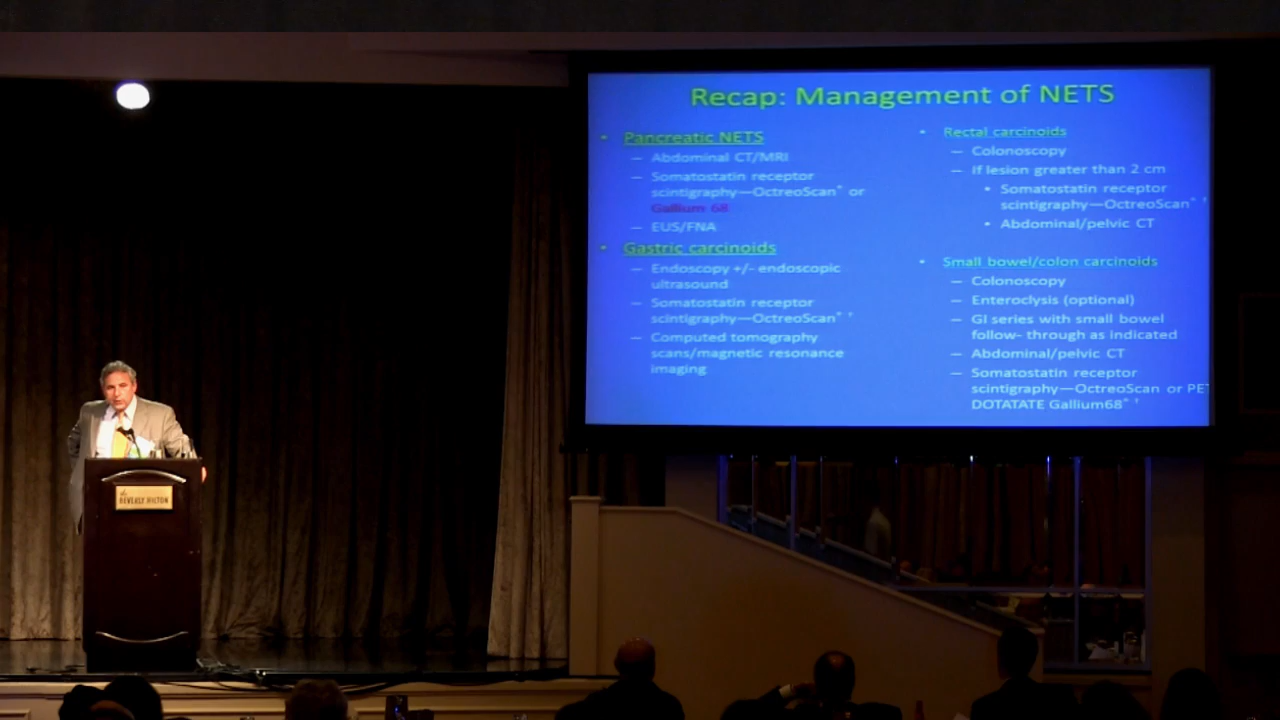 Recap: Management of NETS
• Pancreatic NETS
– Abdominal CT/MRI
– Somatostatin receptor
scintigraphy—OctreoScan* or
Gallium 68
– EUS/FNA
• Gastric carcinoids
– Endoscopy +/- endoscopic
ultrasound
– Somatostatin receptor
scintigraphy—OctreoScan* †
– Computed tomography
scans/magnetic resonance
imaging
• Rectal carcinoids
– Colonoscopy
– If lesion greater than 2 cm
• Somatostatin receptor
scintigraphy—OctreoScan* †
• Abdominal/pelvic CT
• Small bowel/colon carcinoids
– Colonoscopy
– Enteroclysis (optional)
– GI series with small bowel
follow- through as indicated
– Abdominal/pelvic CT
– Somatostatin receptor
scintigraphy—OctreoScan or PET
DOTATATE Gallium68* †
the
BEVERLY HILTON